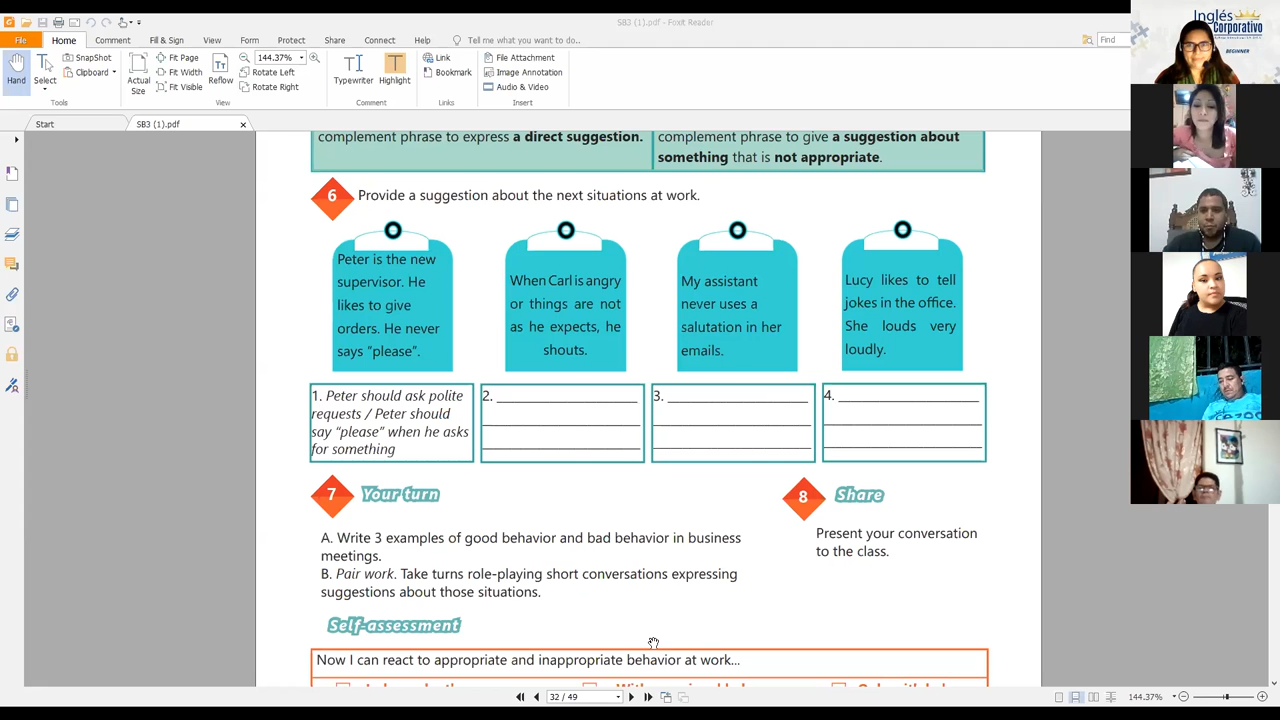 SB3 (1).pdf - Foxit Reader
File Home Comment Fill & Sign View Form Protect Share Connect Help Tell me what you want to do.. Find
Hand
Select
SnapShot
Clipboard
Actual
Size
Fit Page
Fit Width
Fit Visible
Reflow
144.37%
Rotate Left
Rotate Right
Typewriter
Highlight
Link
Bookmark
File Attachment
Image Annotation
Audio & Video
Tools View Comment Links Insert
Start SB3 (1).pdf
complement phrase to express a direct suggestion.
complement phrase to give a suggestion about
something that is not appropriate.
6 Provide a suggestion about the next situations at work.
Peter is the new
supervisor. He
likes to give
orders. He never
says “please”.
When Carl is angry
or things are not
as he expects, he
shouts.
My assistant
never uses a
salutation in her
emails.
Lucy likes to tell
jokes in the office.
She louds very
loudly.
1. Peter should ask polite
requests / Peter should
say “please” when he asks
for something
2.
3.
4.
7 Your turn
A. Write 3 examples of good behavior and bad behavior in business
meetings.
B. Pair work. Take turns role-playing short conversations expressing
suggestions about those situations.
8 Share
Present your conversation
to the class.
Self-assessment
Now I can react to appropriate and inappropriate behavior at work...
32 / 49
144.37%
Inglés
Corporativo
BEGINNER